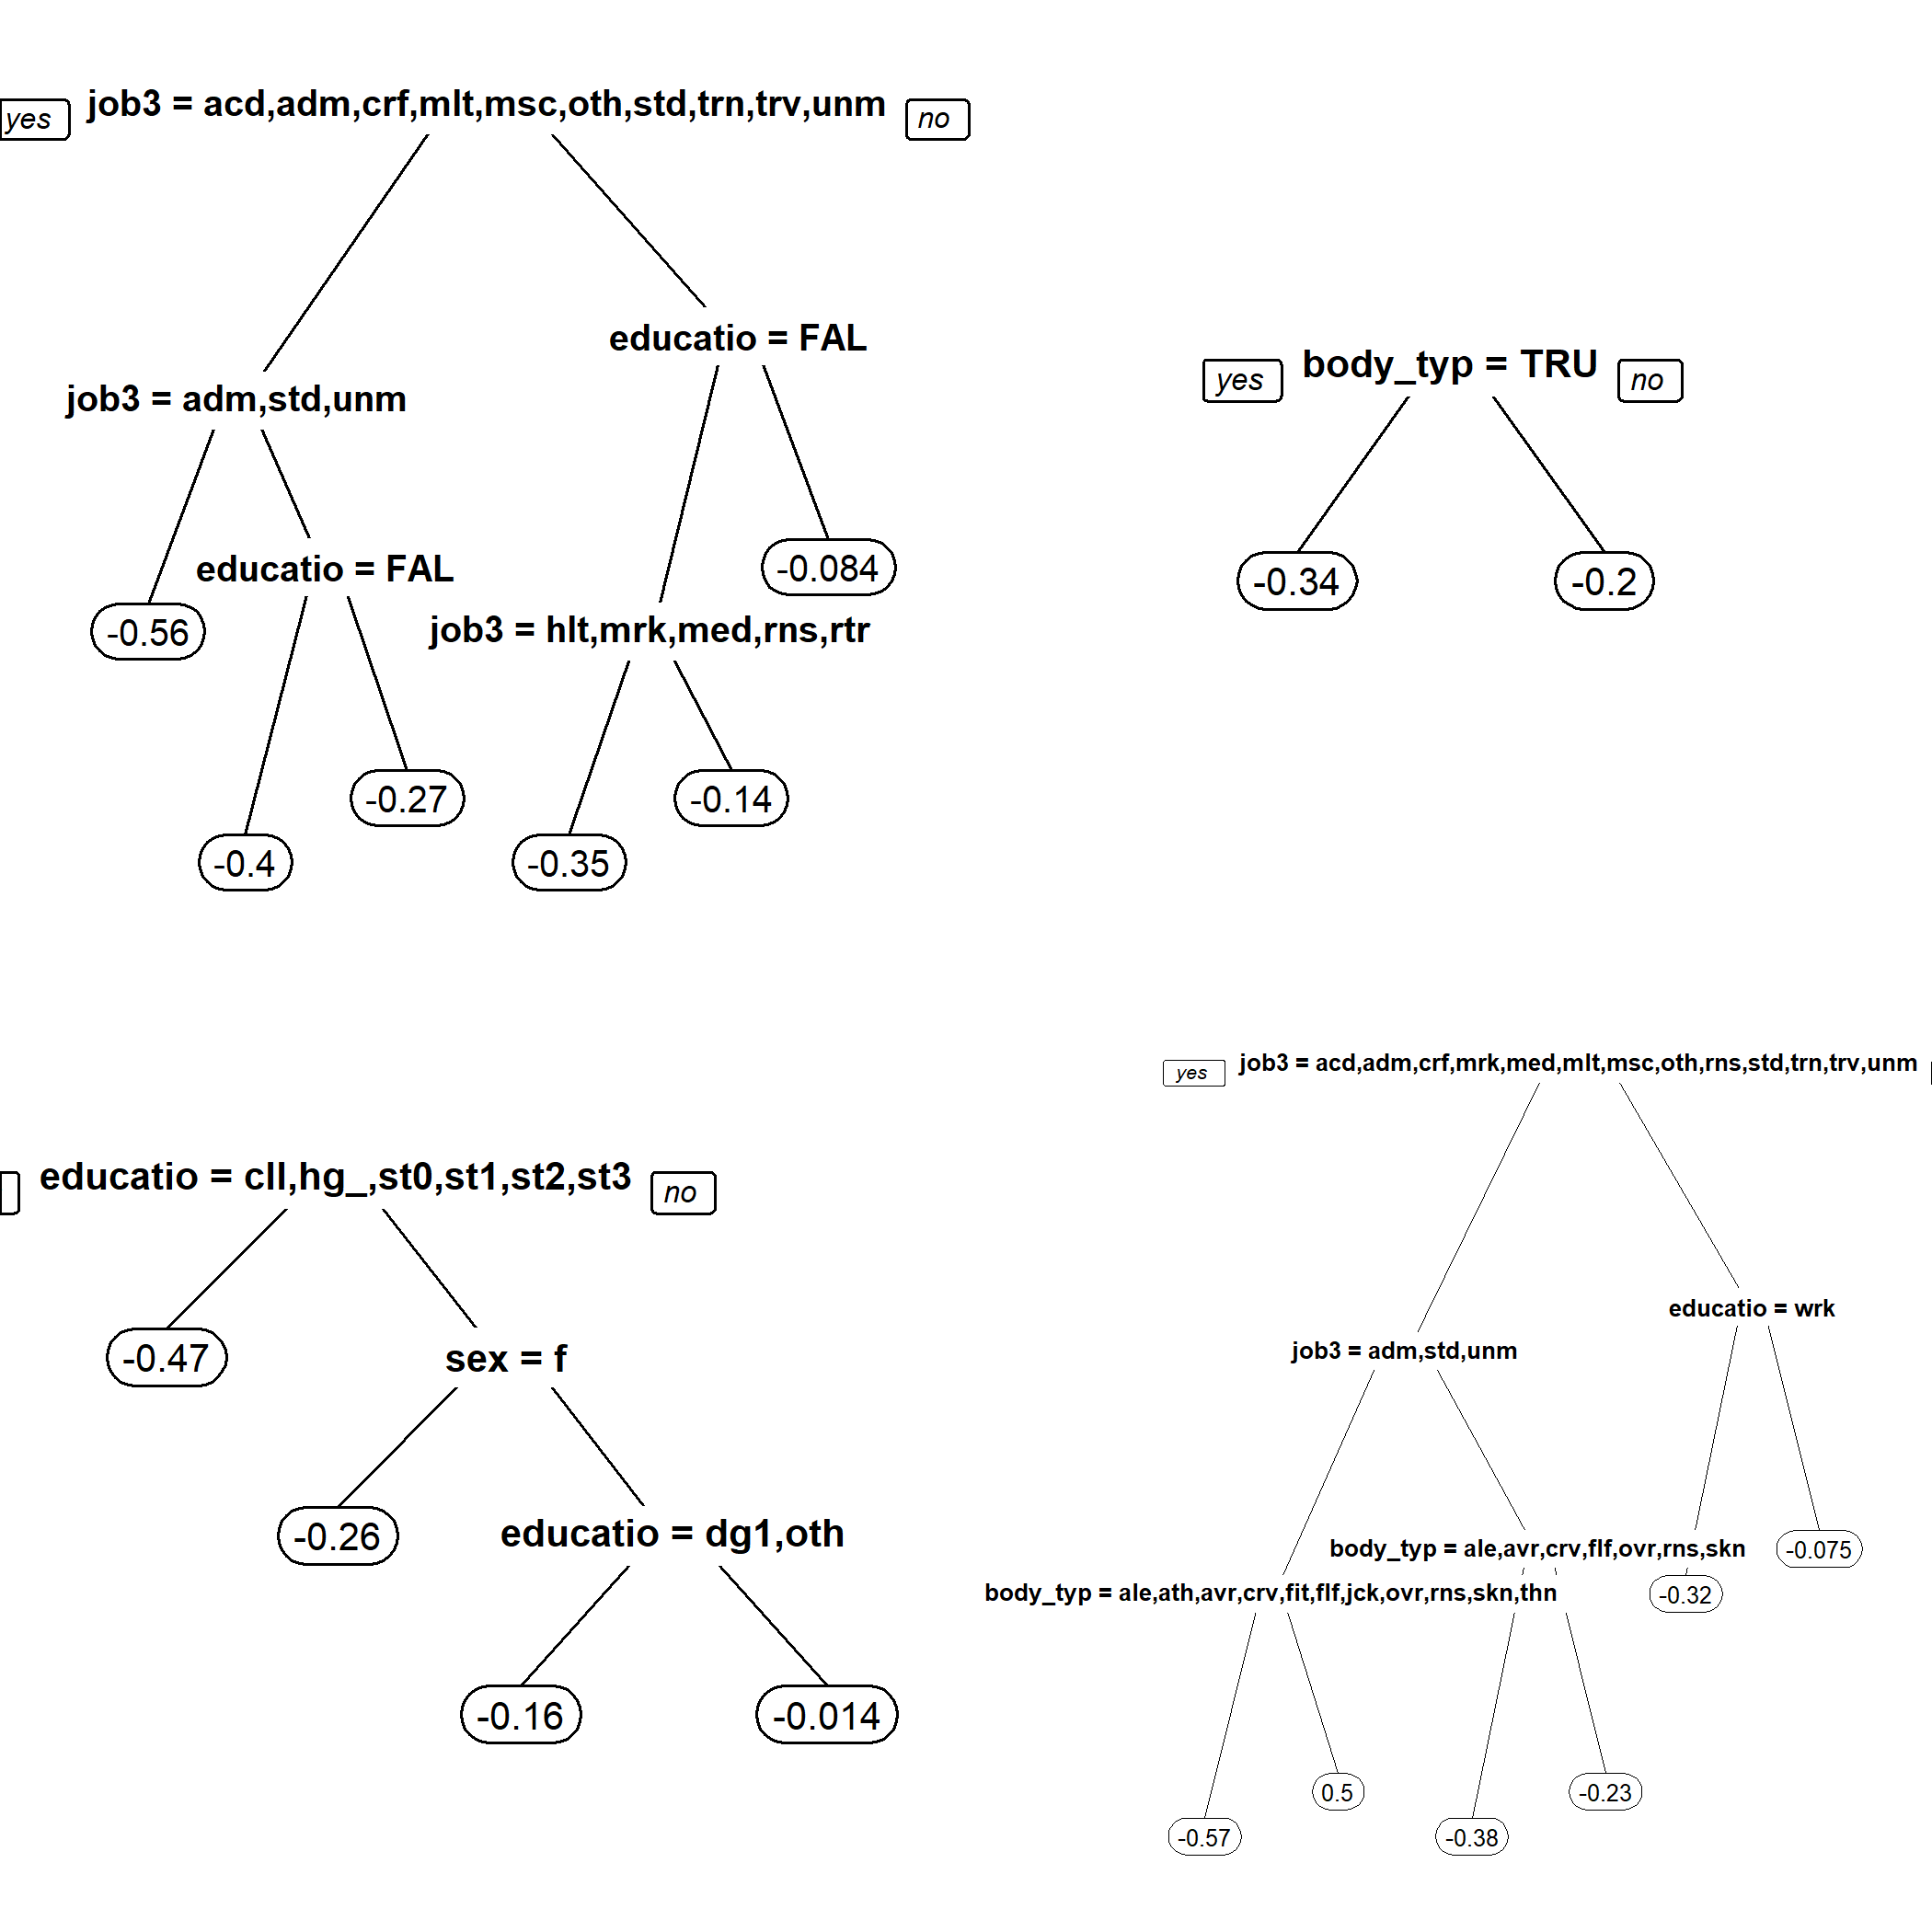 yes job3 = acd,adm,crf,mlt,msc,oth,std,trn,trv,unm no
educatio = FAL
job3 = adm,std,unm
educatio = FAL
-0.084
-0.56
job3 = hlt,mrk,med,rns,rtr
-0.27
-0.14
-0.4
-0.35
yes body_typ = TRU no
-0.34
-0.2
educatio = cll,hg_,st0,st1,st2,st3 no
-0.47
sex = f
-0.26
educatio = dg1,oth
-0.16
-0.014
yes job3 = acd,adm,crf,mrk,med,mlt,msc,oth,rns,std,trn,trv,unm
educatio = wrk
job3 = adm,std,unm
body_typ = ale,avr,crv,flf,ovr,rns,skn
-0.075
body_typ = ale,ath,avr,crv,fit,flf,jck,ovr,rns,skn,thn
-0.32
0.5
-0.23
-0.57
-0.38